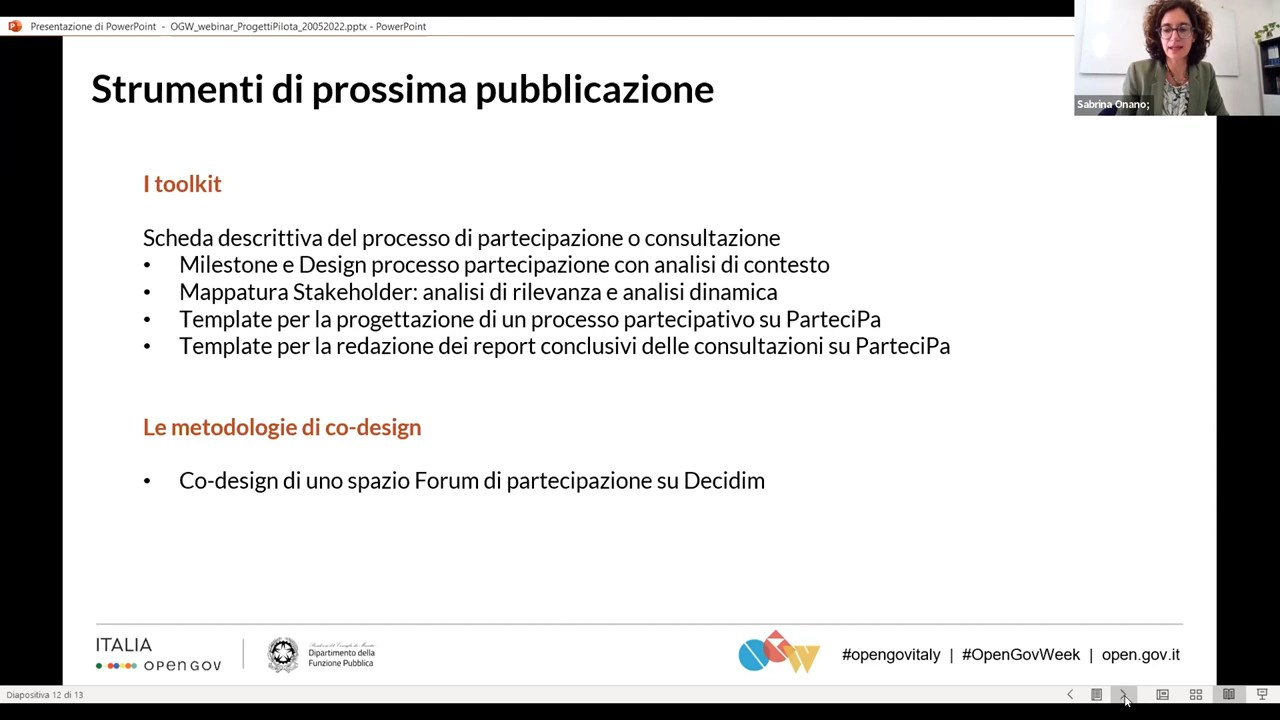 Presentazione di PowerPoint - OGW_webinar_ProgettiPilota_20052022.pptx - PowerPoint
Sabrina Onano;
Strumenti di prossima pubblicazione
I toolkit
Scheda descrittiva del processo di partecipazione o consultazione
• Milestone e Design processo partecipazione con analisi di contesto
• Mappatura Stakeholder: analisi di rilevanza e analisi dinamica
• Template per la progettazione di un processo partecipativo su ParteciPa
• Template per la redazione dei report conclusivi delle consultazioni su ParteciPa
Le metodologie di co-design
• Co-design di uno spazio Forum di partecipazione su Decidim
ITALIA
OPEN GOV
Dipartimento della
Funzione Pubblica
OGW
#opengovitaly | #OpenGovWeek | open.gov.it
Diapositiva 12 di 13